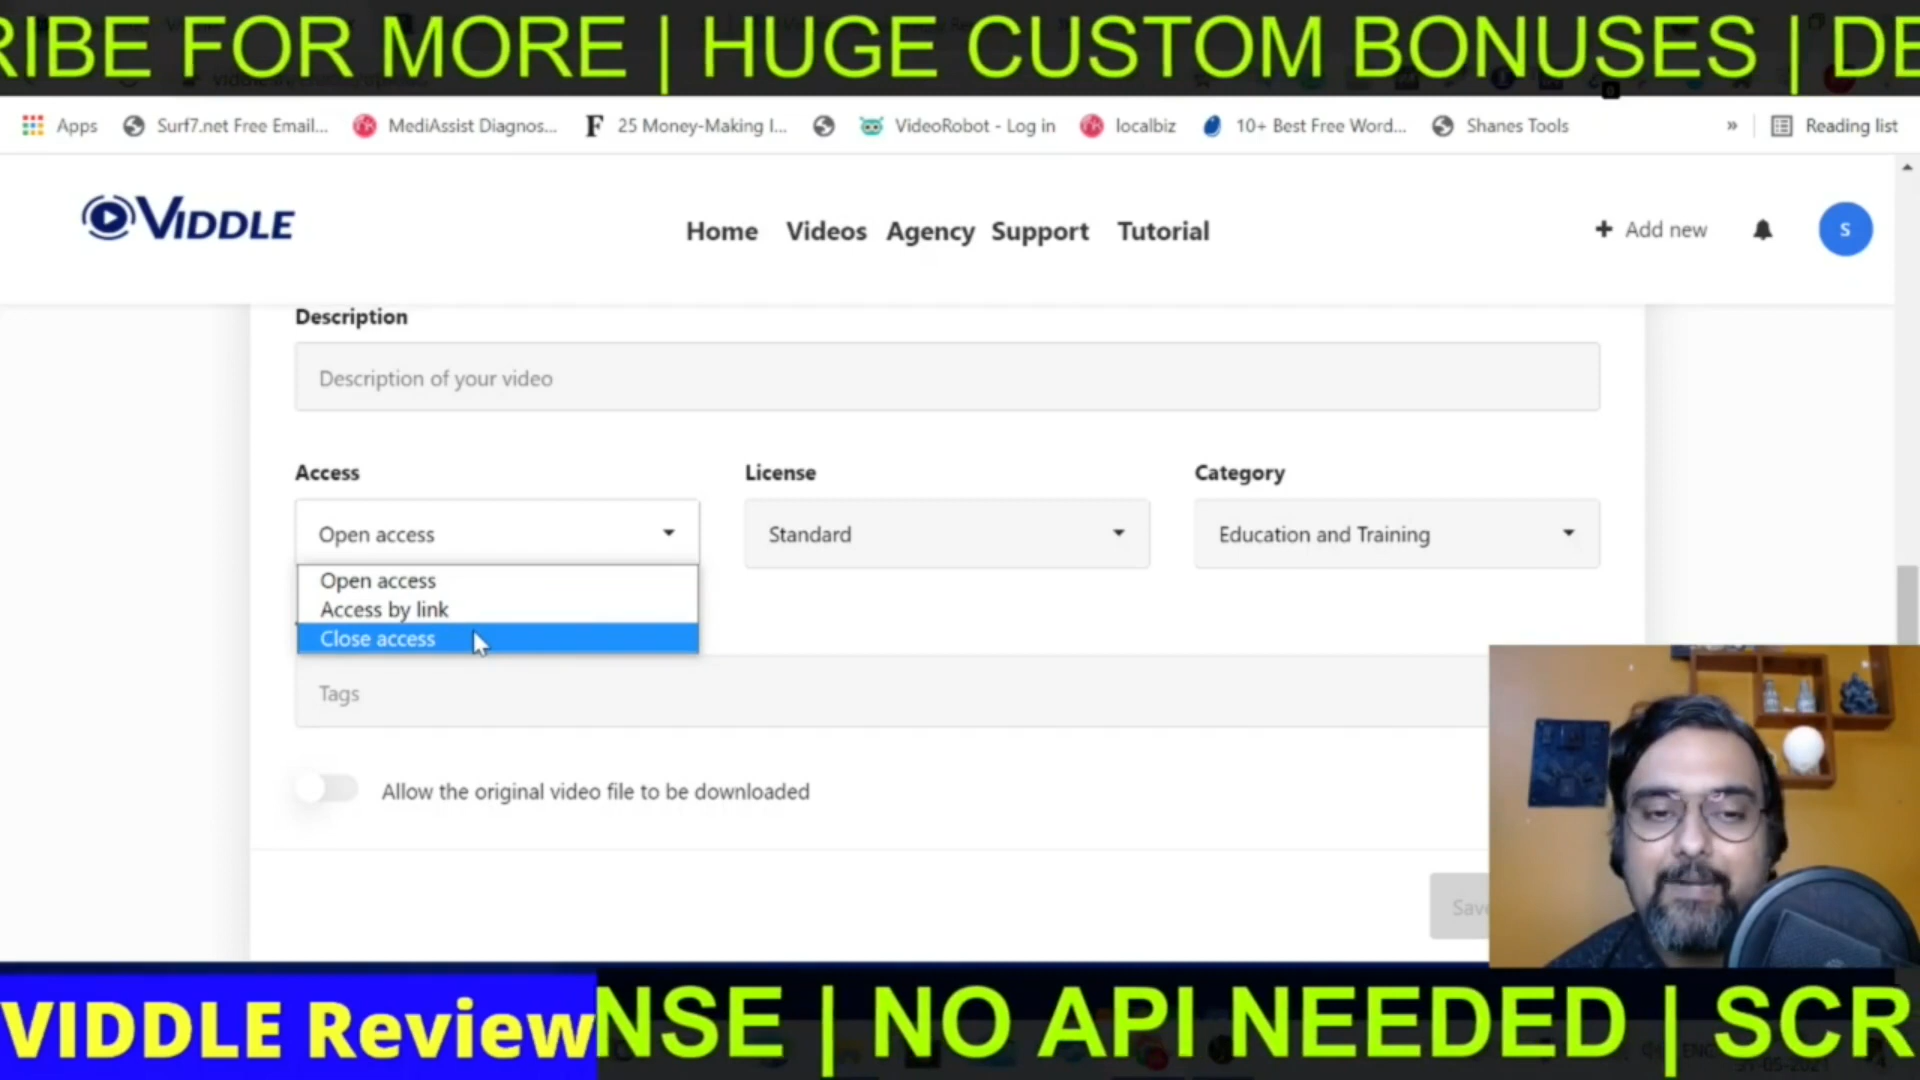 RIBE FOR MORE | HUGE CUSTOM BONUSES | DE
Apps Surf7.net Free Email... MediAssist Diagnos... 25 Money-Making I... VideoRobot - Log in localbiz 10+ Best Free Word... Shanes Tools » Reading list
VIDDLE Home Videos Agency Support Tutorial + Add new S
Description
Description of your video
Access License Category
Open access Standard Education and Training
Open access
Access by link
Close access
Tags
Allow the original video file to be downloaded
Save
VIDDLE Review NSE | NO API NEEDED | SCR